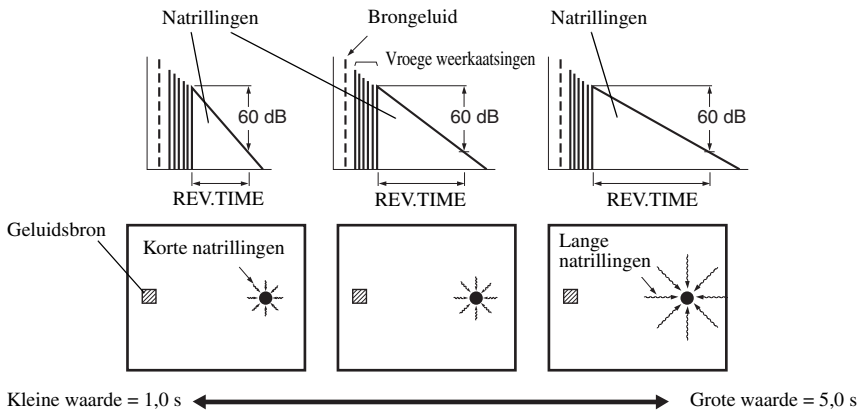 Natrillingen Brongeluid Natrillingen
Vroege weerkaatsingen
60 dB 60 dB 60 dB
REV.TIME REV.TIME REV.TIME
Geluidsbron
Korte natrillingen
Lange
natrillingen
Kleine waarde = 1,0 s Grote waarde = 5,0 s